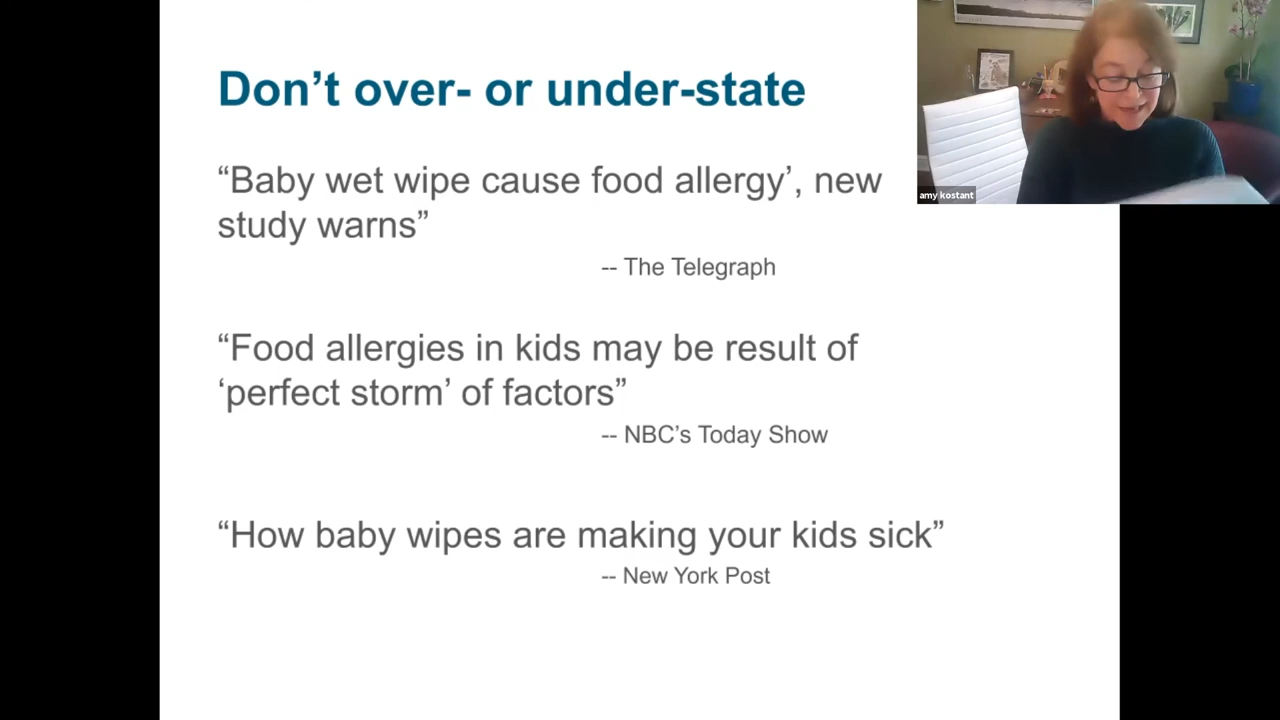 Don’t over- or under-state
“Baby wet wipe cause food allergy’, new
study warns”
-- The Telegraph
“Food allergies in kids may be result of
‘perfect storm’ of factors”
-- NBC’s Today Show
“How baby wipes are making your kids sick”
-- New York Post
amy kostant